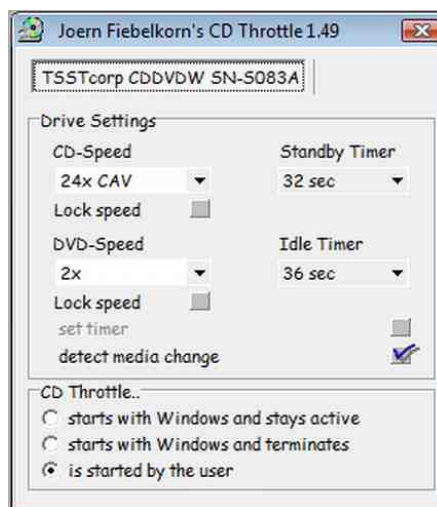 Joern Fiebelkorn's CD Throttle 1.49
TSSTcorp CDDVDW SN-S083A
Drive Settings
CD-Speed Standby Timer
24x CAV 32 sec
Lock speed
DVD-Speed Idle Timer
2x 36 sec
Lock speed
set timer
detect media change
CD Throttle..
starts with Windows and stays active
starts with Windows and terminates
is started by the user